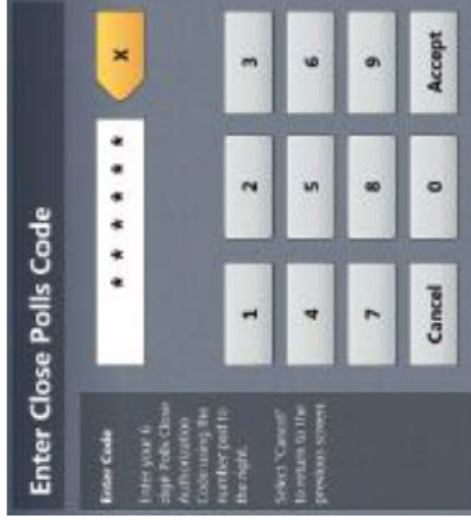 Enter Close Polls Code
Enter Code
Enter your 6
digit Polls Close
Authorization
Code using the
number pad to
the right.
Select "Cancel"
to return to the
previous screen
* * * * * * X
1 2 3
4 5 6
7 8 9
Cancel 0 Accept